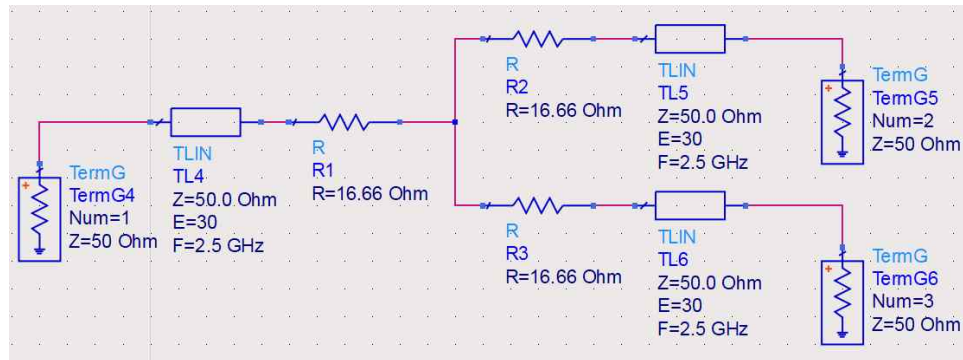 R
R2
R=16.66 Ohm
TLIN
TL5
Z=50.0 Ohm
E=30
F=2.5 GHz
+
TermG
TermG5
Num=2
Z=50 Ohm
+
TermG
TermG4
Num=1
Z=50 Ohm
TLIN
TL4
Z=50.0 Ohm
E=30
F=2.5 GHz
R
R1
R=16.66 Ohm
R
R3
R=16.66 Ohm
TLIN
TL6
Z=50.0 Ohm
E=30
F=2.5 GHz
+
TermG
TermG6
Num=3
Z=50 Ohm